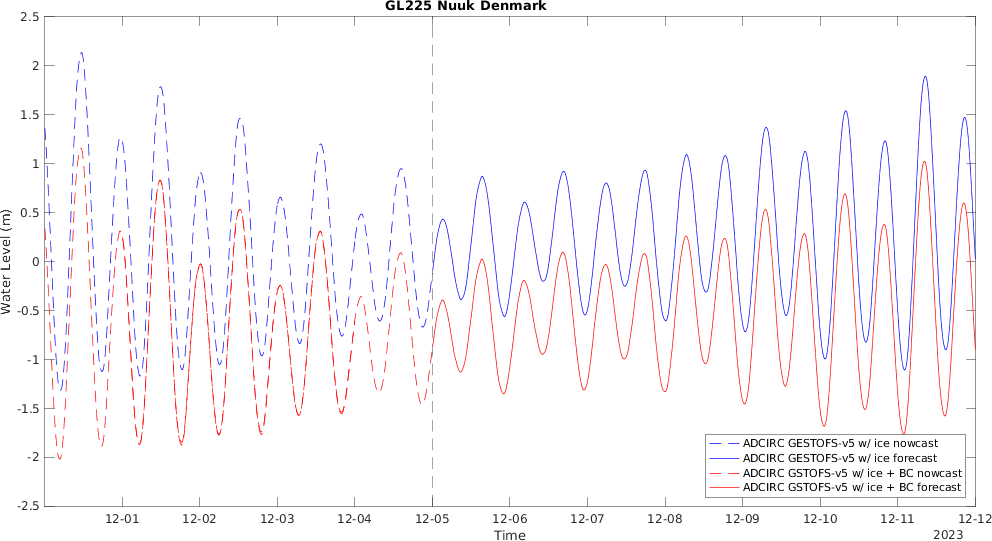 GL225 Nuuk Denmark
2.5
2
1.5
1
0.5
0
-0.5
-1
-1.5
-2
-2.5
Water Level (m)
ADCIRC GESTOFS-v5 w/ ice nowcast
ADCIRC GESTOFS-v5 w/ ice forecast
ADCIRC GSTOFS-v5 w/ ice + BC nowcast
ADCIRC GSTOFS-v5 w/ ice + BC forecast
12-01 12-02 12-03 12-04 12-05 12-06 12-07 12-08 12-09 12-10 12-11 12-12
Time
2023